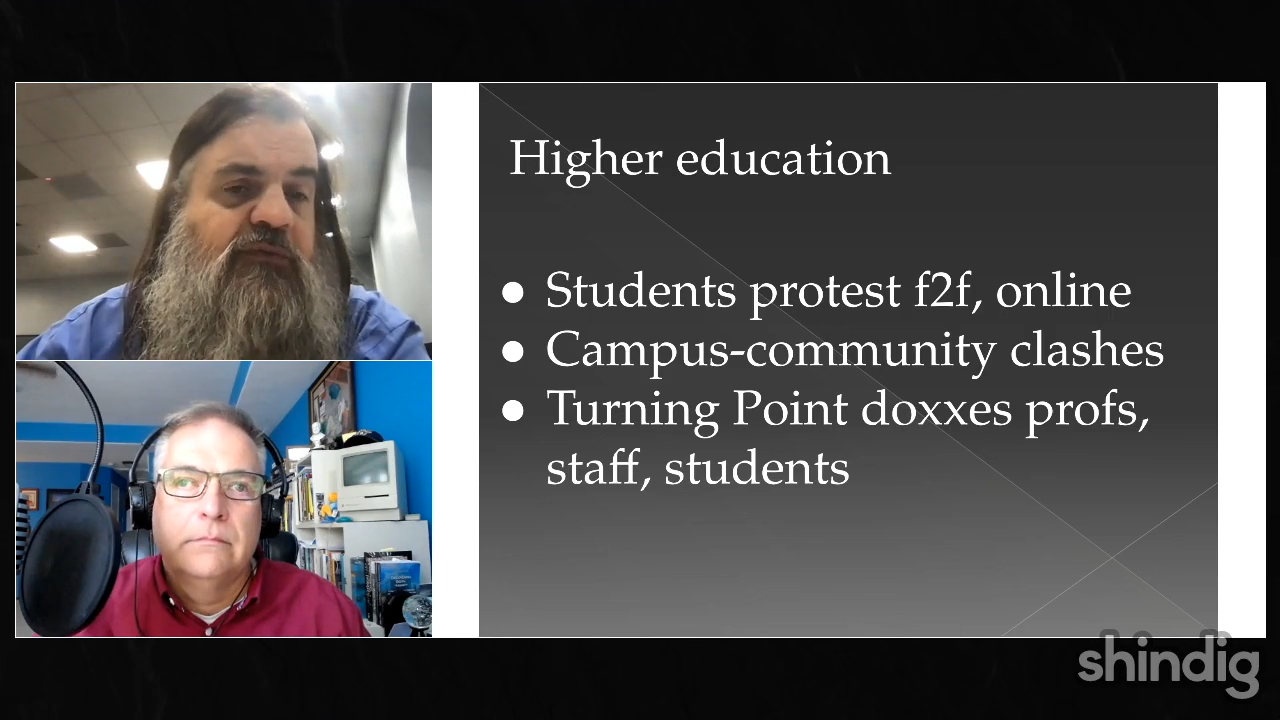 Higher education
● Students protest f2f, online
● Campus-community clashes
● Turning Point doxxes profs,
staff, students
shindig